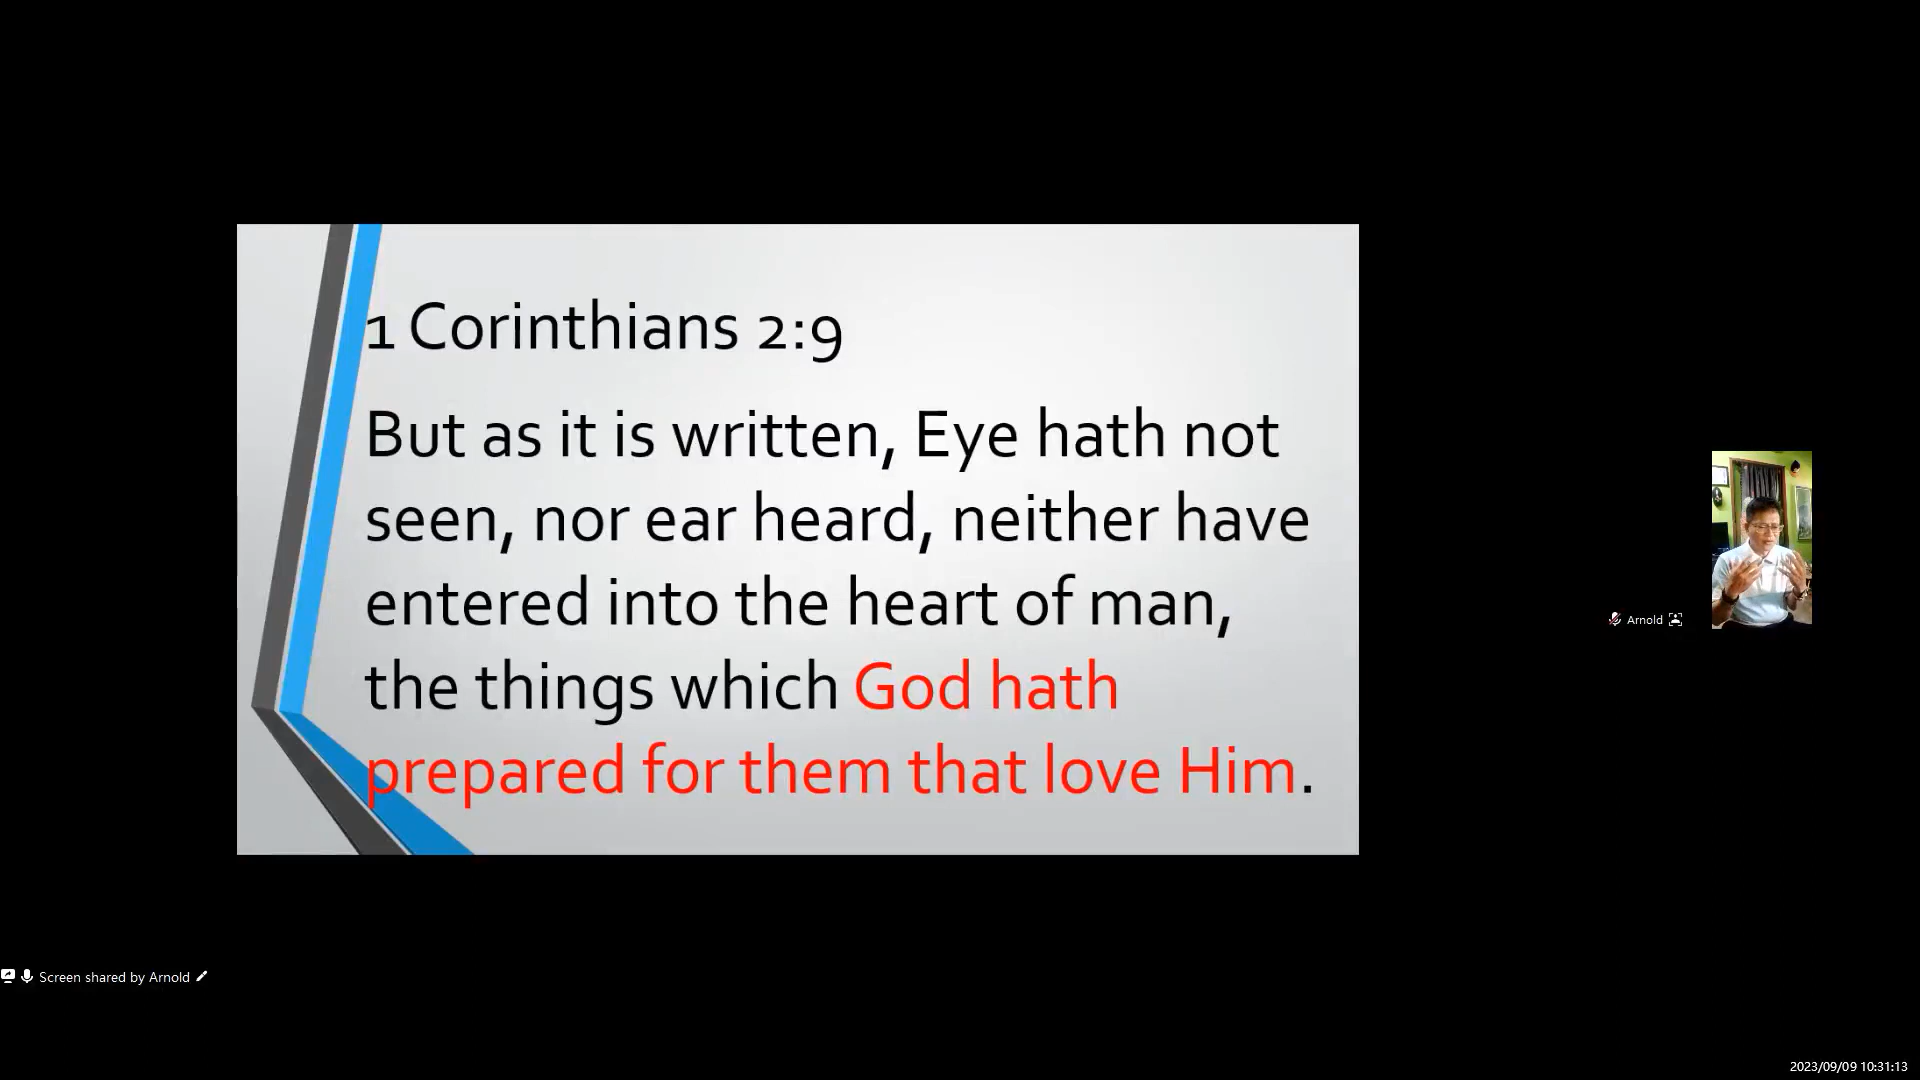 1 Corinthians 2:9
But as it is written, Eye hath not
seen, nor ear heard, neither have
entered into the heart of man,
the things which God hath
prepared for them that love Him.
Arnold
Screen shared by Arnold
2023/09/09 10:31:13